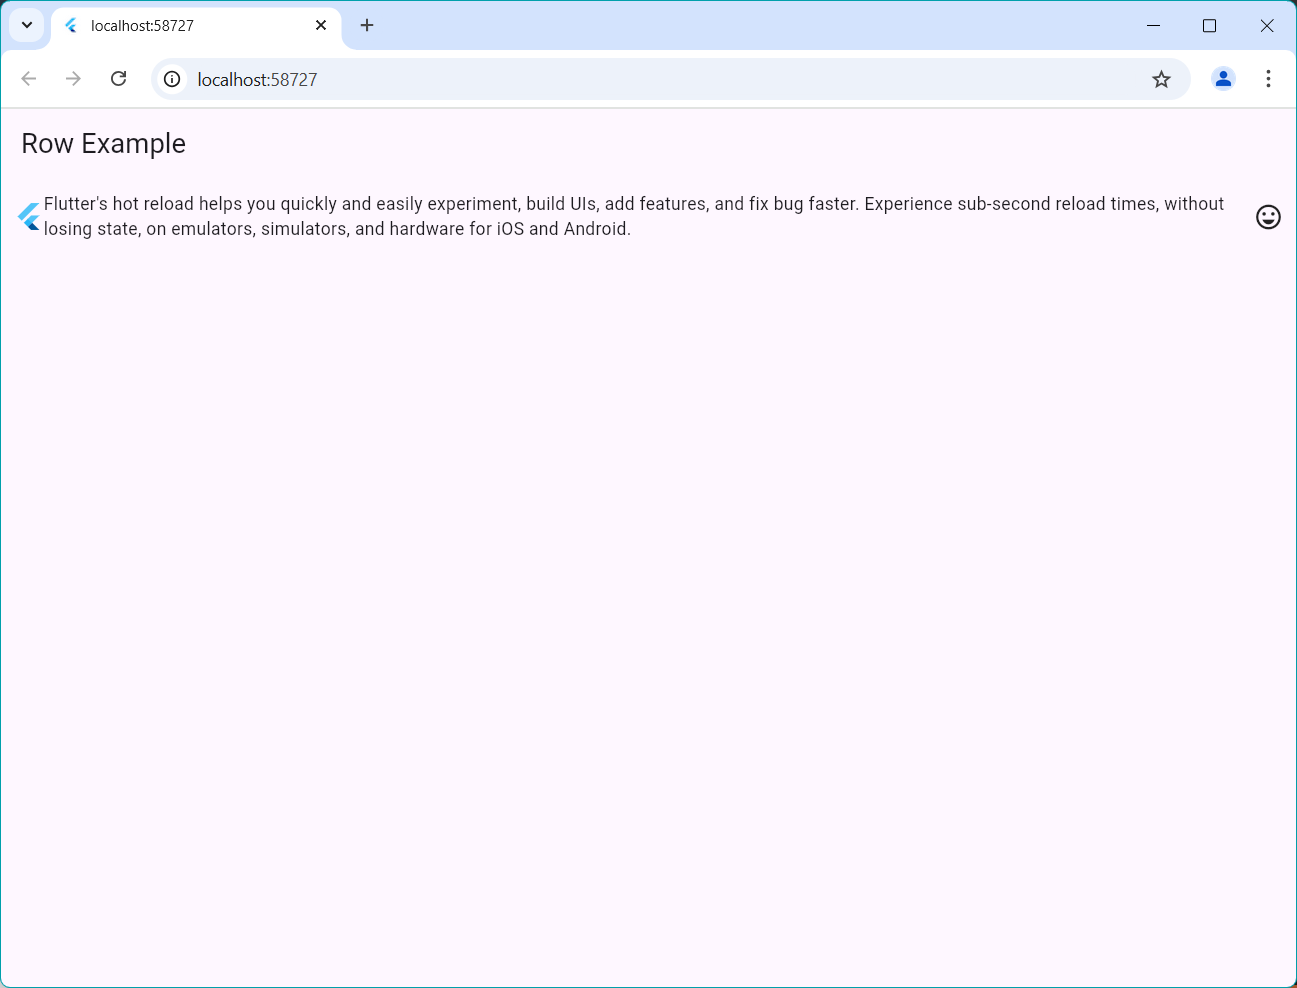 localhost:58727
localhost:58727
Row Example
Flutter's hot reload helps you quickly and easily experiment, build UIs, add features, and fix bug faster. Experience sub-second reload times, without
losing state, on emulators, simulators, and hardware for iOS and Android.